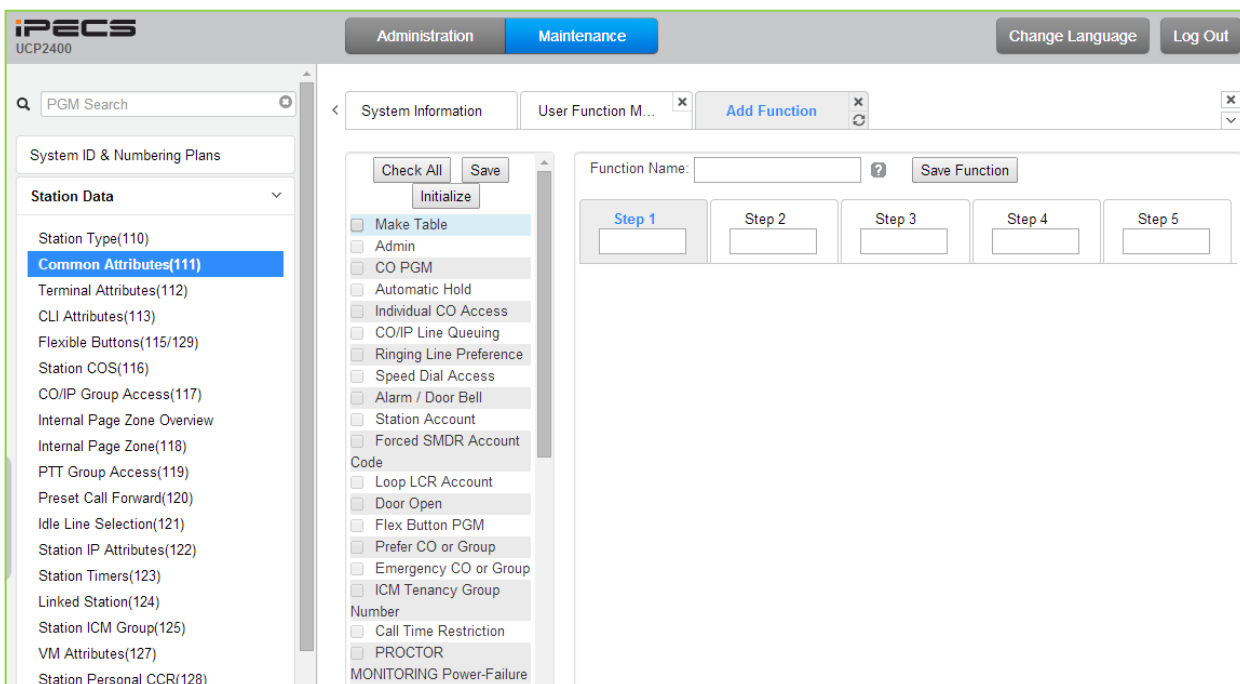 iPECS
UCP2400
Administration
Maintenance
Change Language
Log Out
PGM Search
System ID & Numbering Plans
Station Data
Station Type(110)
Common Attributes(111)
Terminal Attributes(112)
CLI Attributes(113)
Flexible Buttons(115/129)
Station COS(116)
CO/IP Group Access(117)
Internal Page Zone Overview
Internal Page Zone(118)
PTT Group Access(119)
Preset Call Forward(120)
Idle Line Selection(121)
Station IP Attributes(122)
Station Timers(123)
Linked Station(124)
Station ICM Group(125)
VM Attributes(127)
Station Personal CCR(128)
System Information
User Function M...
Add Function
Check All
Save
Initialize
Make Table
Admin
CO PGM
Automatic Hold
Individual CO Access
CO/IP Line Queuing
Ringing Line Preference
Speed Dial Access
Alarm / Door Bell
Station Account
Forced SMDR Account
Code
Loop LCR Account
Door Open
Flex Button PGM
Prefer CO or Group
Emergency CO or Group
ICM Tenancy Group
Number
Call Time Restriction
PROCTOR
MONITORING Power-Failure
Function Name:
?
Save Function
Step 1
Step 2
Step 3
Step 4
Step 5